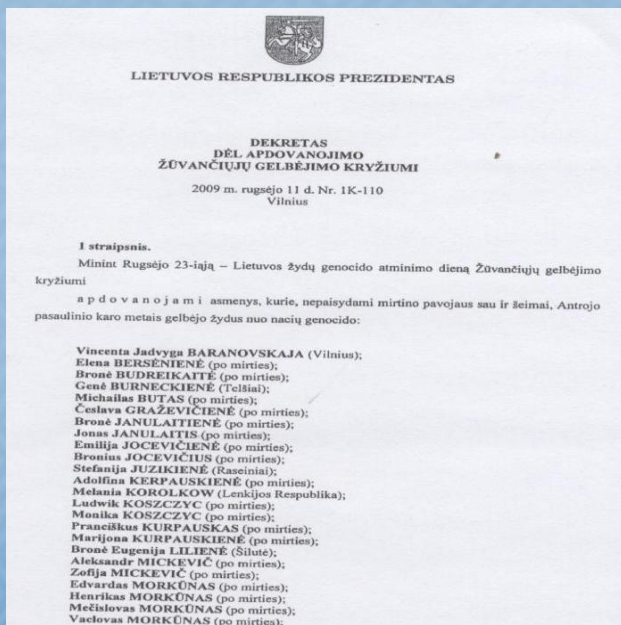 LIETUVOS RESPUBLIKOS PREZIDENTAS
DEKRETAS
DĖL APDOVANOJIMO
ŽŪVANČIŲJŲ GELBĖJIMO KRYŽIUMI
2009 m. rugsėjo 11 d. Nr. 1K-110
Vilnius
1 straipsnis.
Minint Rugsėjo 23-iąją – Lietuvos žydų genocido atminimo dieną Žūvančiųjų gelbėjimo
kryžiumi
a p d o v a n o j a m i asmenys, kurie, nepaisydami mirtino pavojaus sau ir šeimai, Antrojo
pasaulinio karo metais gelbėjo žydus nuo nacių genocido:
Vincenta Jadvyga BARANOVSKAJA (Vilnius);
Elena BERSĖNIENĖ (po mirties);
Bronė BUDREIKAITĖ (po mirties);
Genė BURNECKIENĖ (Telšiai);
Michailas BUTAS (po mirties);
Česlava GRAŽEVIČIENĖ (po mirties);
Bronė JANULAITIENĖ (po mirties);
Jonas JANULAITIS (po mirties);
Emilija JOCEVIČIENĖ (po mirties);
Bronius JOCEVIČIUS (po mirties);
Stefanija JUZIKIENĖ (Raseiniai);
Adolfina KERPAUSKIENĖ (po mirties);
Melania KOROLKOW (Lenkijos Respublika);
Ludwik KOSZCZYC (po mirties);
Monika KOSZCZYC (po mirties);
Pranciškus KURPAUSKAS (po mirties);
Marijona KURPAUSKIENĖ (po mirties);
Bronė Eugenija LILIENĖ (Šilutė);
Aleksandr MICKEVIČ (po mirties);
Zofija MICKEVIČ (po mirties);
Edvardas MORKŪNAS (po mirties);
Henrikas MORKŪNAS (po mirties);
Mečislovas MORKŪNAS (po mirties);
Vaclovas MORKŪNAS (po mirties);